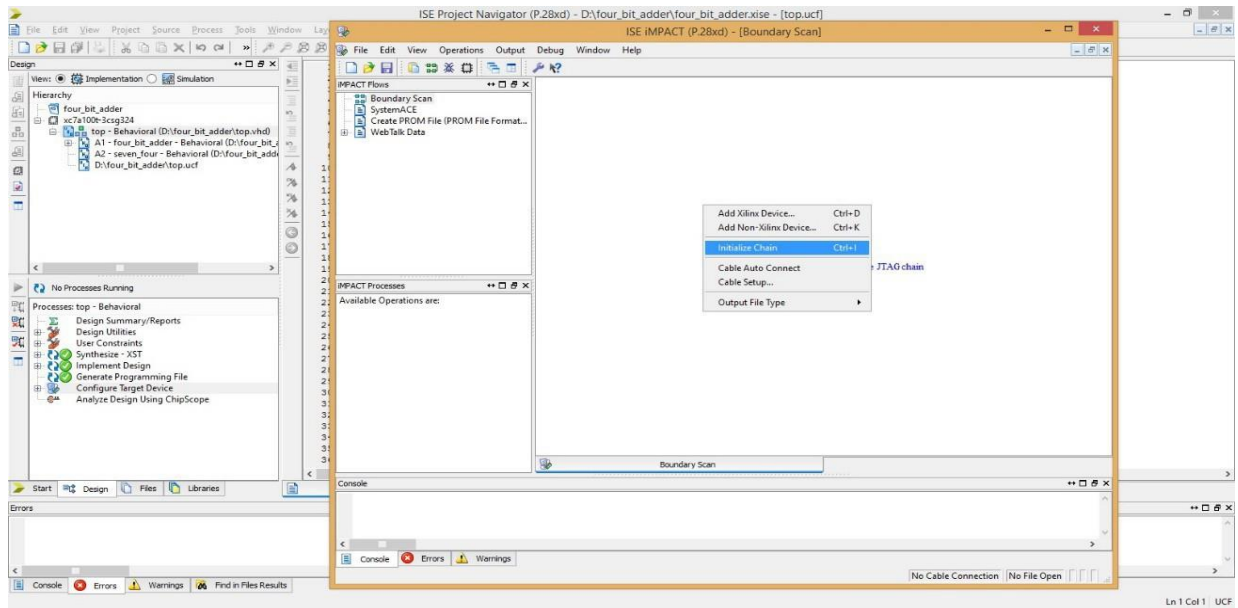 ISE Project Navigator (P.28xd) - D:\four_bit_adder\four_bit_adder.xise - [top.ucf]
File Edit View Project Source Process Tools Window Lay
Design
View: Implementation Simulation
Hierarchy
four_bit_adder
xc7a100t-3csg324
top - Behavioral (D:\four_bit_adder\top.vhd)
A1 - four_bit_adder - Behavioral (D:\four_bit_a
A2 - seven_four - Behavioral (D:\four_bit_adde
D:\four_bit_adder\top.ucf
No Processes Running
Processes: top - Behavioral
Design Summary/Reports
Design Utilities
User Constraints
Synthesize - XST
Implement Design
Generate Programming File
Configure Target Device
Analyze Design Using ChipScope
Start Design Files Libraries
Errors
Console Errors Warnings Find in Files Results
Ln 1 Col 1 UCF
ISE iMPACT (P.28xd) - [Boundary Scan]
File Edit View Operations Output Debug Window Help
iMPACT Flows
Boundary Scan
SystemACE
Create PROM File (PROM File Format...
WebTalk Data
iMPACT Processes
Available Operations are:
Add Xilinx Device... Ctrl+D
Add Non-Xilinx Device... Ctrl+K
Initialize Chain Ctrl+I
Cable Auto Connect
Cable Setup...
Output File Type
JTAG chain
Boundary Scan
Console
Console Errors Warnings
No Cable Connection No File Open